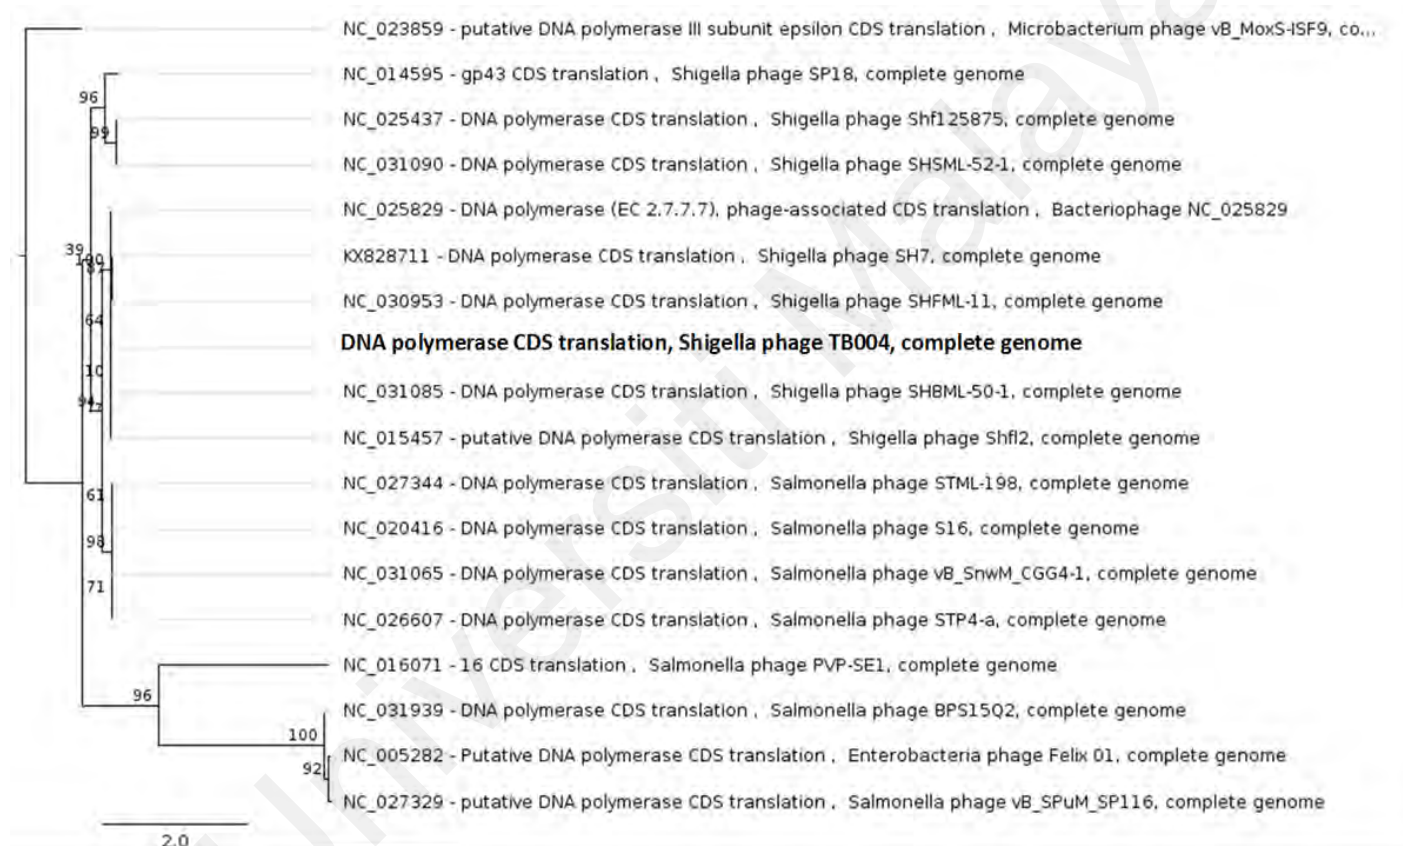 NC_023859 - putative DNA polymerase III subunit epsilon CDS translation , Microbacterium phage vB_MoxS-ISF9, co...
NC_014595 - gp43 CDS translation , Shigella phage SP18, complete genome
96
NC_025437 - DNA polymerase CDS translation , Shigella phage Shf125875, complete genome
99
NC_031090 - DNA polymerase CDS translation , Shigella phage SHSML-52-1, complete genome
NC_025829 - DNA polymerase (EC 2.7.7.7), phage-associated CDS translation , Bacteriophage NC_025829
39
KX828711 - DNA polymerase CDS translation , Shigella phage SH7, complete genome
NC_030953 - DNA polymerase CDS translation , Shigella phage SHFML-11, complete genome
64
DNA polymerase CDS translation, Shigella phage TB004, complete genome
10
NC_031085 - DNA polymerase CDS translation , Shigella phage SHBML-50-1, complete genome
94
NC_015457 - putative DNA polymerase CDS translation , Shigella phage Shfl2, complete genome
NC_027344 - DNA polymerase CDS translation , Salmonella phage STML-198, complete genome
61
NC_020416 - DNA polymerase CDS translation , Salmonella phage S16, complete genome
98
NC_031065 - DNA polymerase CDS translation , Salmonella phage vB_SnwM_CGG4-1, complete genome
71
NC_026607 - DNA polymerase CDS translation , Salmonella phage STP4-a, complete genome
NC_016071 - 16 CDS translation , Salmonella phage PVP-SE1, complete genome
96
NC_031939 - DNA polymerase CDS translation , Salmonella phage BPS15Q2, complete genome
100
NC_005282 - Putative DNA polymerase CDS translation , Enterobacteria phage Felix 01, complete genome
92
NC_027329 - putative DNA polymerase CDS translation , Salmonella phage vB_SPuM_SP116, complete genome
2.0
Universiti Malaya